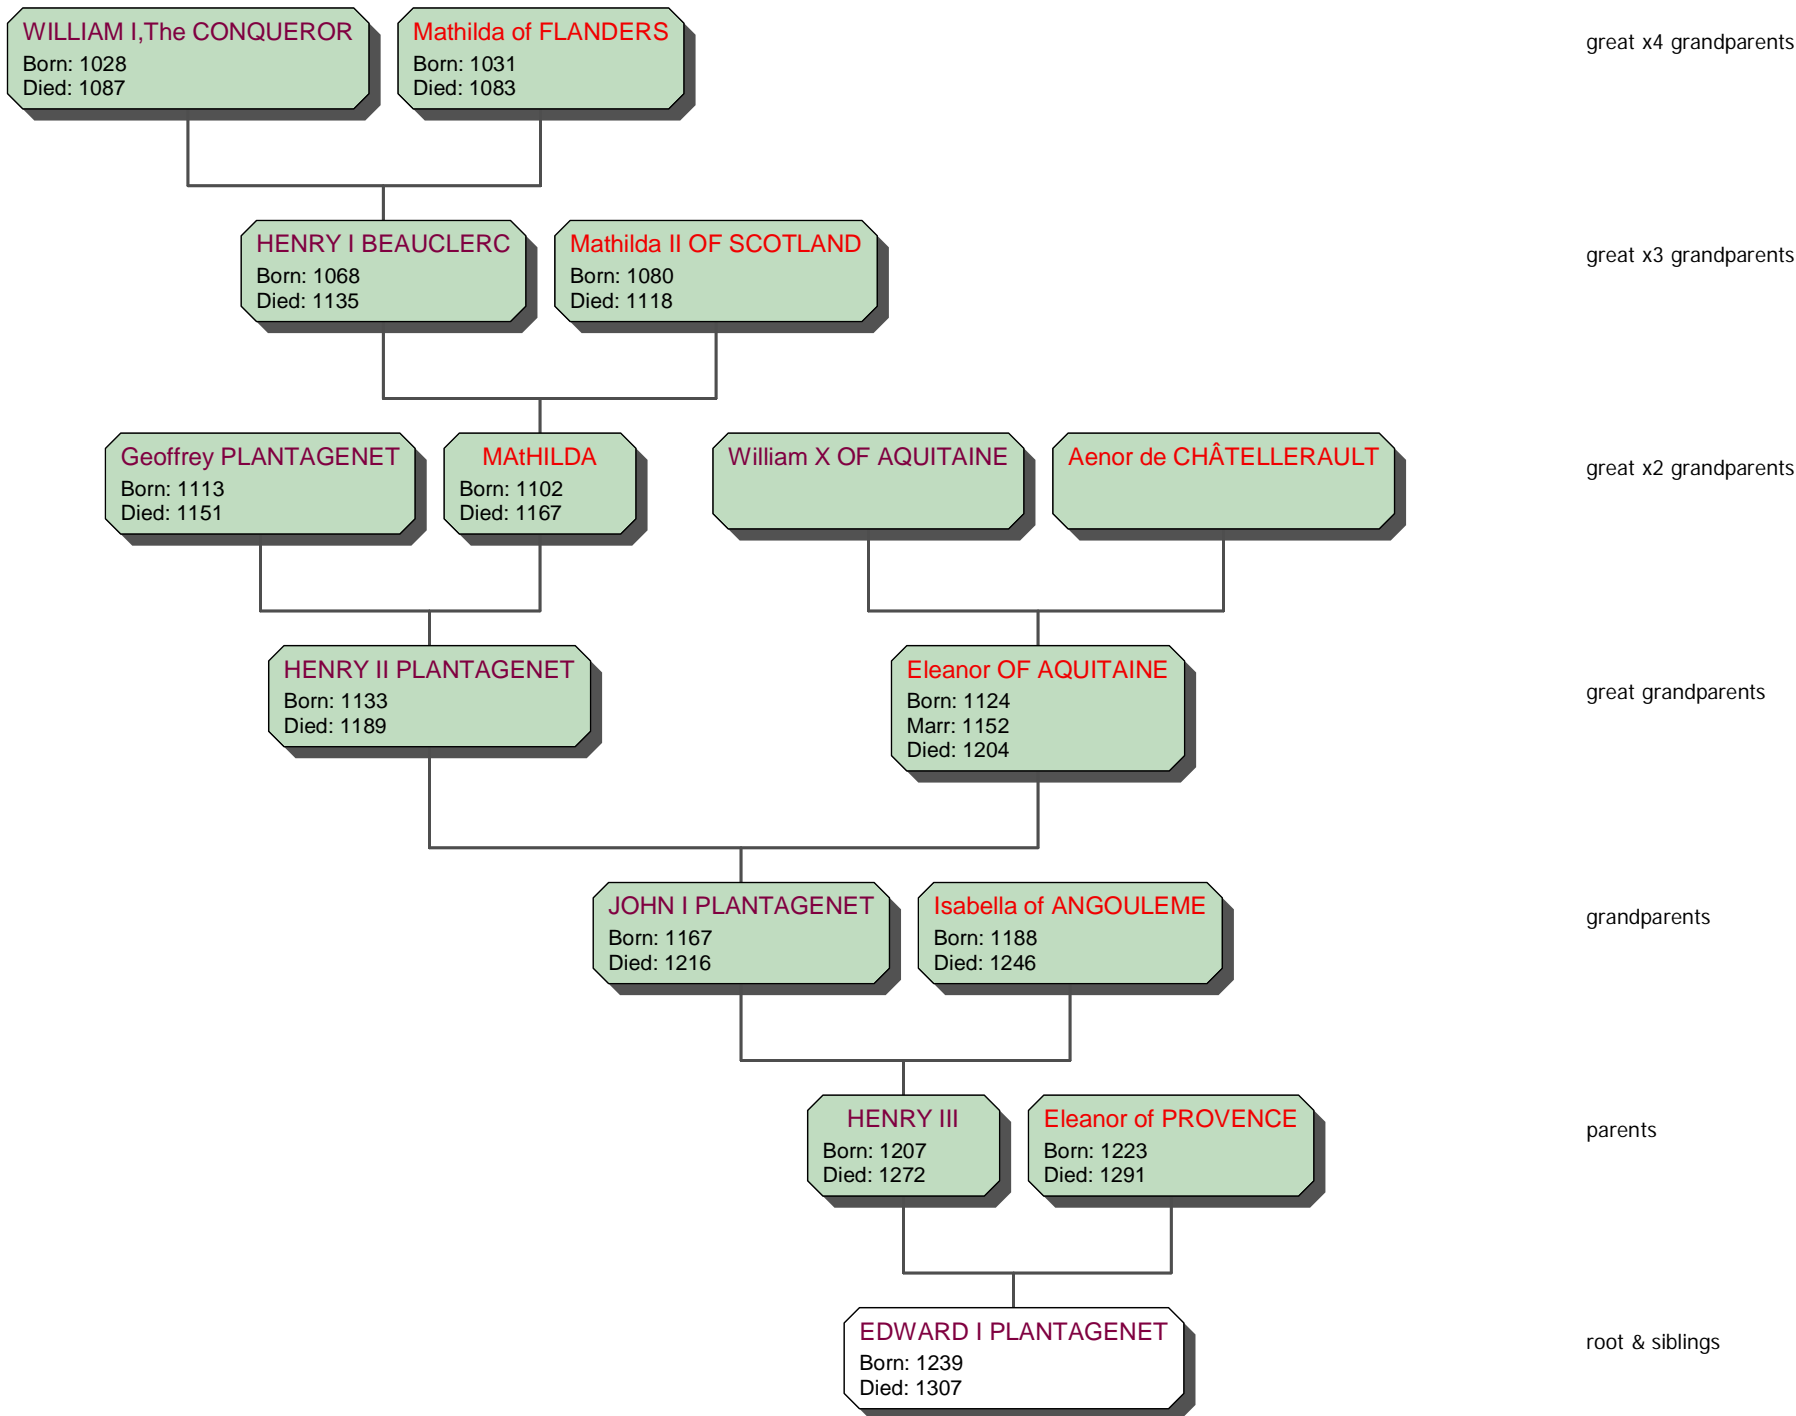 WILLIAM I,The CONQUEROR
Born: 1028
Died: 1087
Mathilda of FLANDERS
Born: 1031
Died: 1083
great x4 grandparents
HENRY I BEAUCLERC
Born: 1068
Died: 1135
Mathilda II OF SCOTLAND
Born: 1080
Died: 1118
great x3 grandparents
Geoffrey PLANTAGENET
Born: 1113
Died: 1151
MAtHILDA
Born: 1102
Died: 1167
William X OF AQUITAINE
Aenor de CHÂTELLERAULT
great x2 grandparents
HENRY II PLANTAGENET
Born: 1133
Died: 1189
Eleanor OF AQUITAINE
Born: 1124
Marr: 1152
Died: 1204
great grandparents
JOHN I PLANTAGENET
Born: 1167
Died: 1216
Isabella of ANGOULEME
Born: 1188
Died: 1246
grandparents
HENRY III
Born: 1207
Died: 1272
Eleanor of PROVENCE
Born: 1223
Died: 1291
parents
EDWARD I PLANTAGENET
Born: 1239
Died: 1307
root & siblings